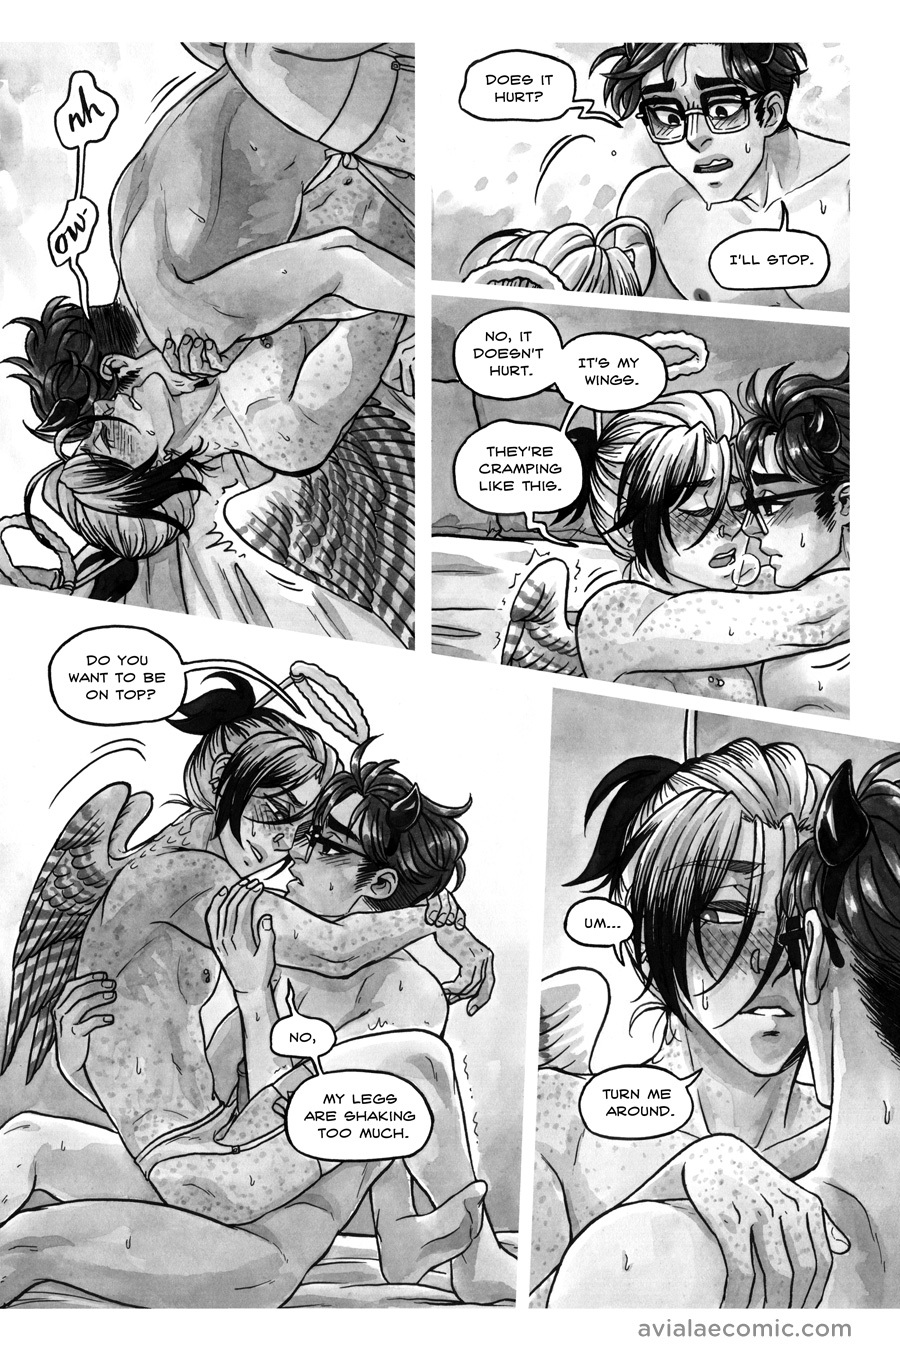 nh
ow-
DOES IT
HURT?
I'LL STOP.
NO, IT
DOESN'T
HURT.
IT'S MY
WINGS.
THEY'RE
CRAMPING
LIKE THIS.
DO YOU
WANT TO BE
ON TOP?
NO,
MY LEGS
ARE SHAKING
TOO MUCH.
UM...
TURN ME
AROUND.
avialaecomic.com